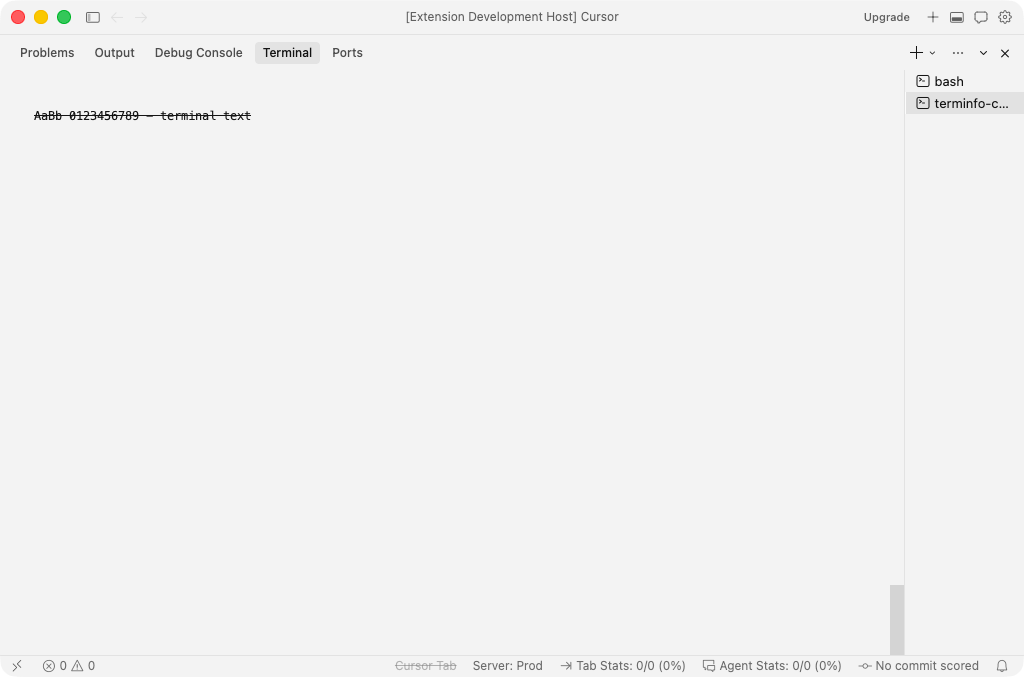 [Extension Development Host] Cursor
Upgrade
Problems Output Debug Console Terminal Ports
bash
terminfo-c...
AaBb 0123456789 — terminal text
0 0 Cursor Tab Server: Prod Tab Stats: 0/0 (0%) Agent Stats: 0/0 (0%) No commit scored